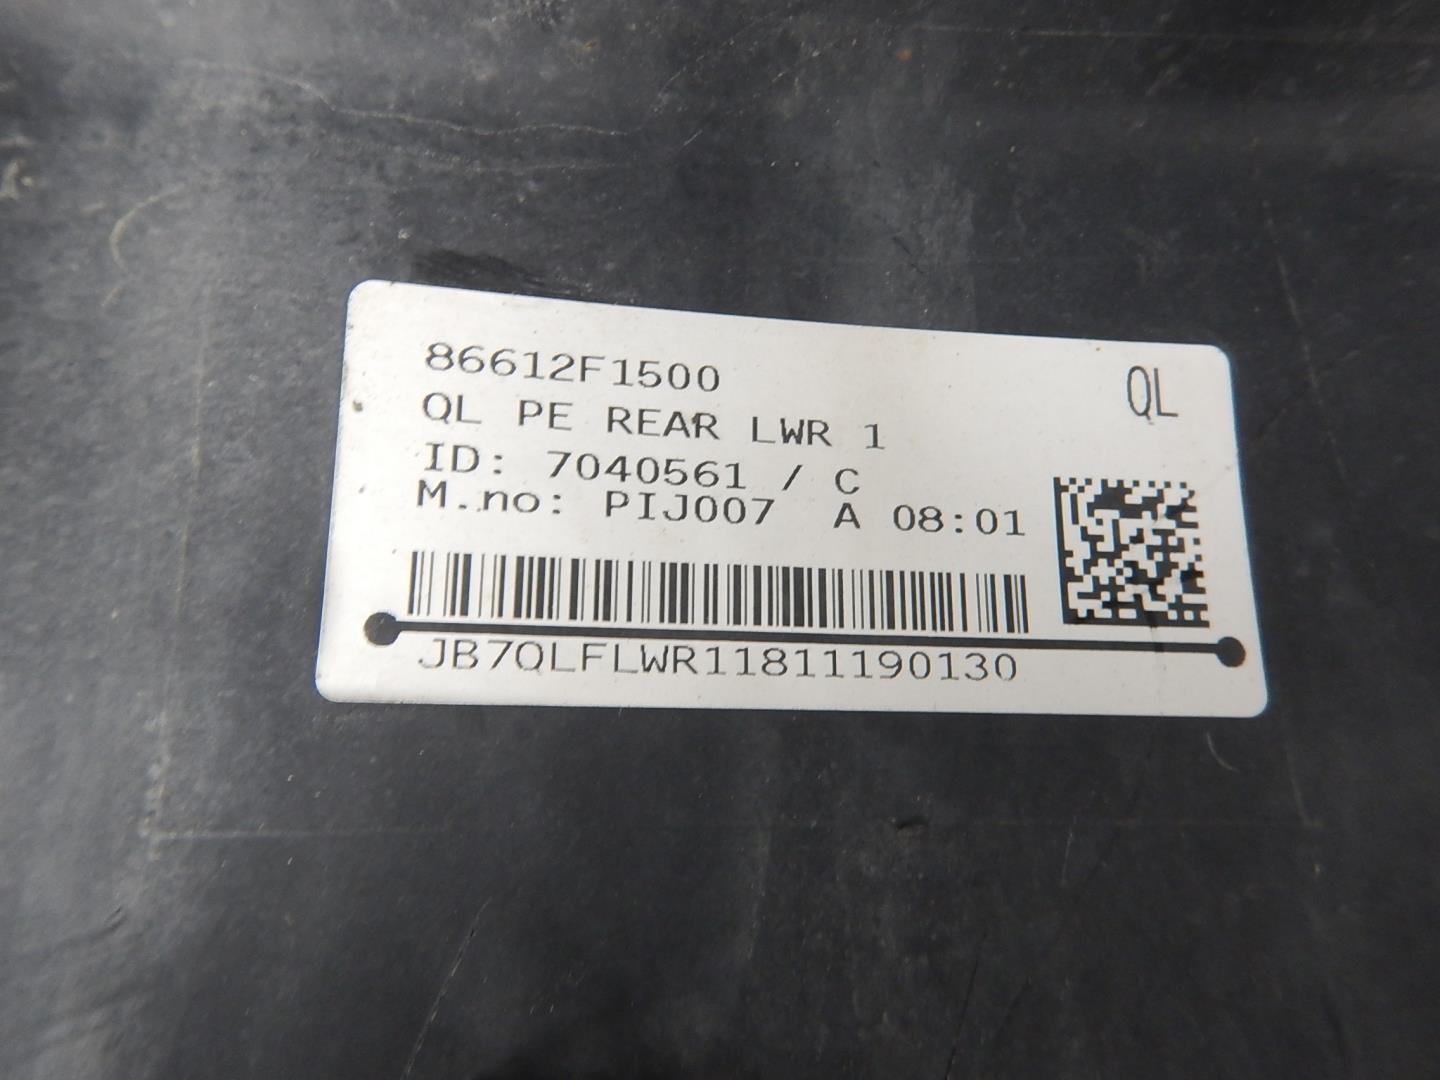 86612F1500
QL
QL PE REAR LWR 1
ID: 7040561 / C
M.no: PIJ007 A 08:01
JB7QLFLWR11811190130